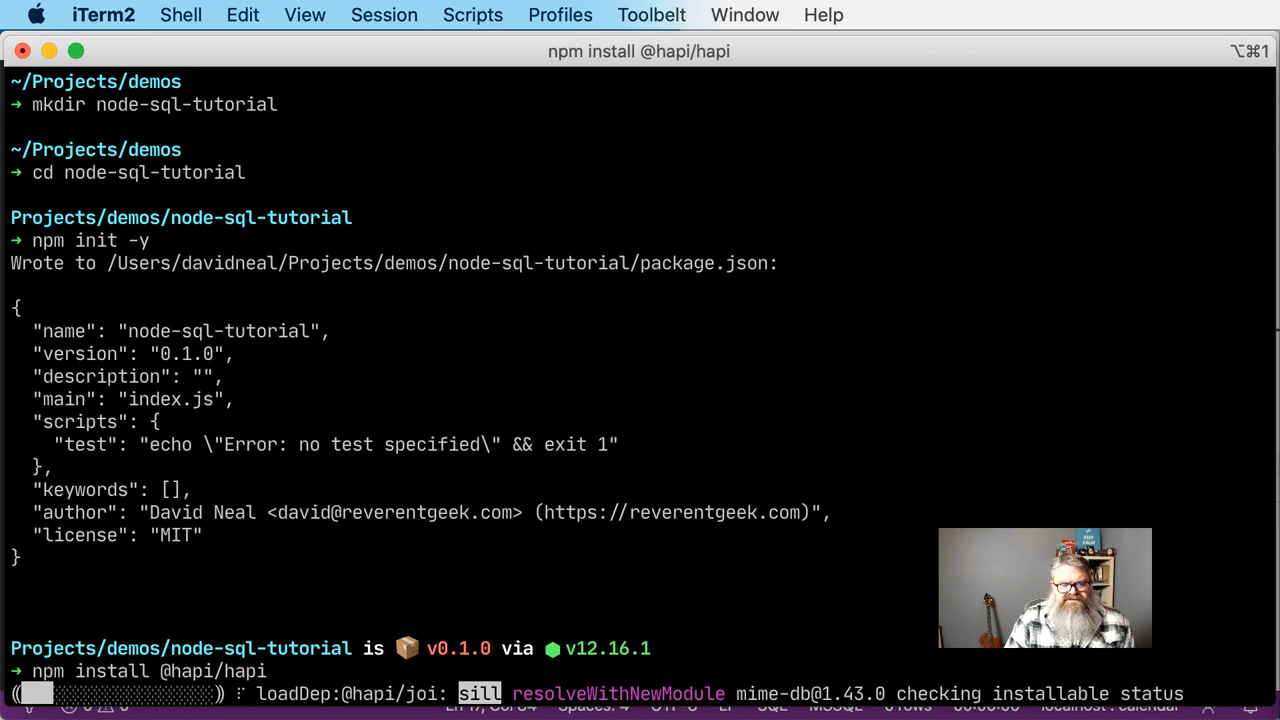 iTerm2 Shell Edit View Session Scripts Profiles Toolbelt Window Help
npm install @hapi/hapi ⌥⌘1
~/Projects/demos
➜ mkdir node-sql-tutorial
~/Projects/demos
➜ cd node-sql-tutorial
Projects/demos/node-sql-tutorial
➜ npm init -y
Wrote to /Users/davidneal/Projects/demos/node-sql-tutorial/package.json:
{
"name": "node-sql-tutorial",
"version": "0.1.0",
"description": "",
"main": "index.js",
"scripts": {
"test": "echo \"Error: no test specified\" && exit 1"
},
"keywords": [],
"author": "David Neal <david@reverentgeek.com> (https://reverentgeek.com)",
"license": "MIT"
}
KEEP CALM
Projects/demos/node-sql-tutorial is 📦 v0.1.0 via ⬢ v12.16.1
➜ npm install @hapi/hapi
(░░░░░░░░░░░░░░░░) ⠏ loadDep:@hapi/joi: sill resolveWithNewModule mime-db@1.43.0 checking installable status